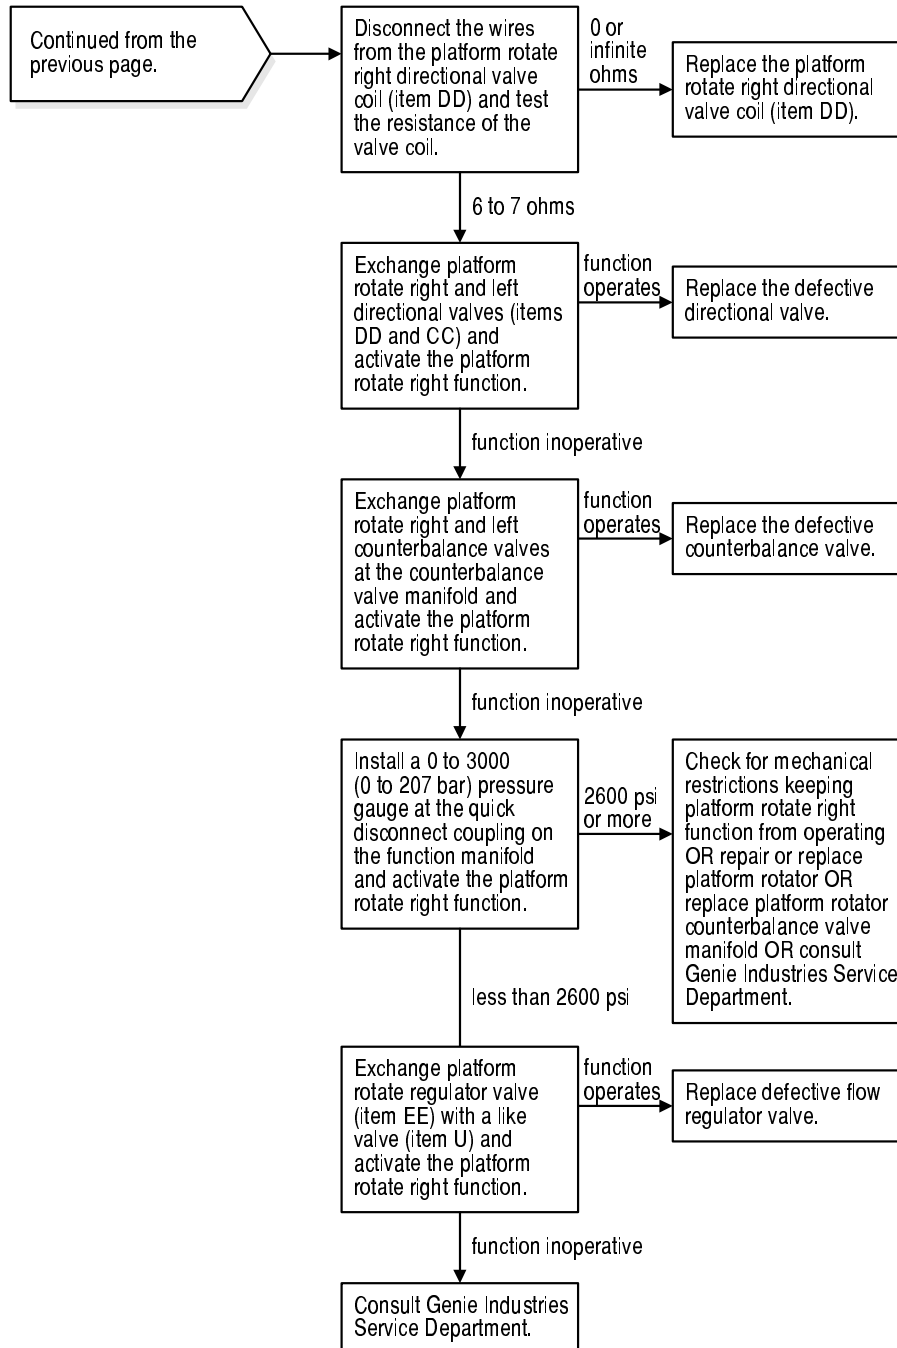 Continued from the
previous page.
Disconnect the wires
from the platform rotate
right directional valve
coil (item DD) and test
the resistance of the
valve coil.
0 or
infinite
ohms
Replace the platform
rotate right directional
valve coil (item DD).
6 to 7 ohms
Exchange platform
rotate right and left
directional valves (items
DD and CC) and
activate the platform
rotate right function.
function
operates
Replace the defective
directional valve.
function inoperative
Exchange platform
rotate right and left
counterbalance valves
at the counterbalance
valve manifold and
activate the platform
rotate right function.
function
operates
Replace the defective
counterbalance valve.
function inoperative
Install a 0 to 3000
(0 to 207 bar) pressure
gauge at the quick
disconnect coupling on
the function manifold
and activate the platform
rotate right function.
2600 psi
or more
Check for mechanical
restrictions keeping
platform rotate right
function from operating
OR repair or replace
platform rotator OR
replace platform rotator
counterbalance valve
manifold OR consult
Genie Industries Service
Department.
less than 2600 psi
Exchange platform
rotate regulator valve
(item EE) with a like
valve (item U) and
activate the platform
rotate right function.
function
operates
Replace defective flow
regulator valve.
function inoperative
Consult Genie Industries
Service Department.